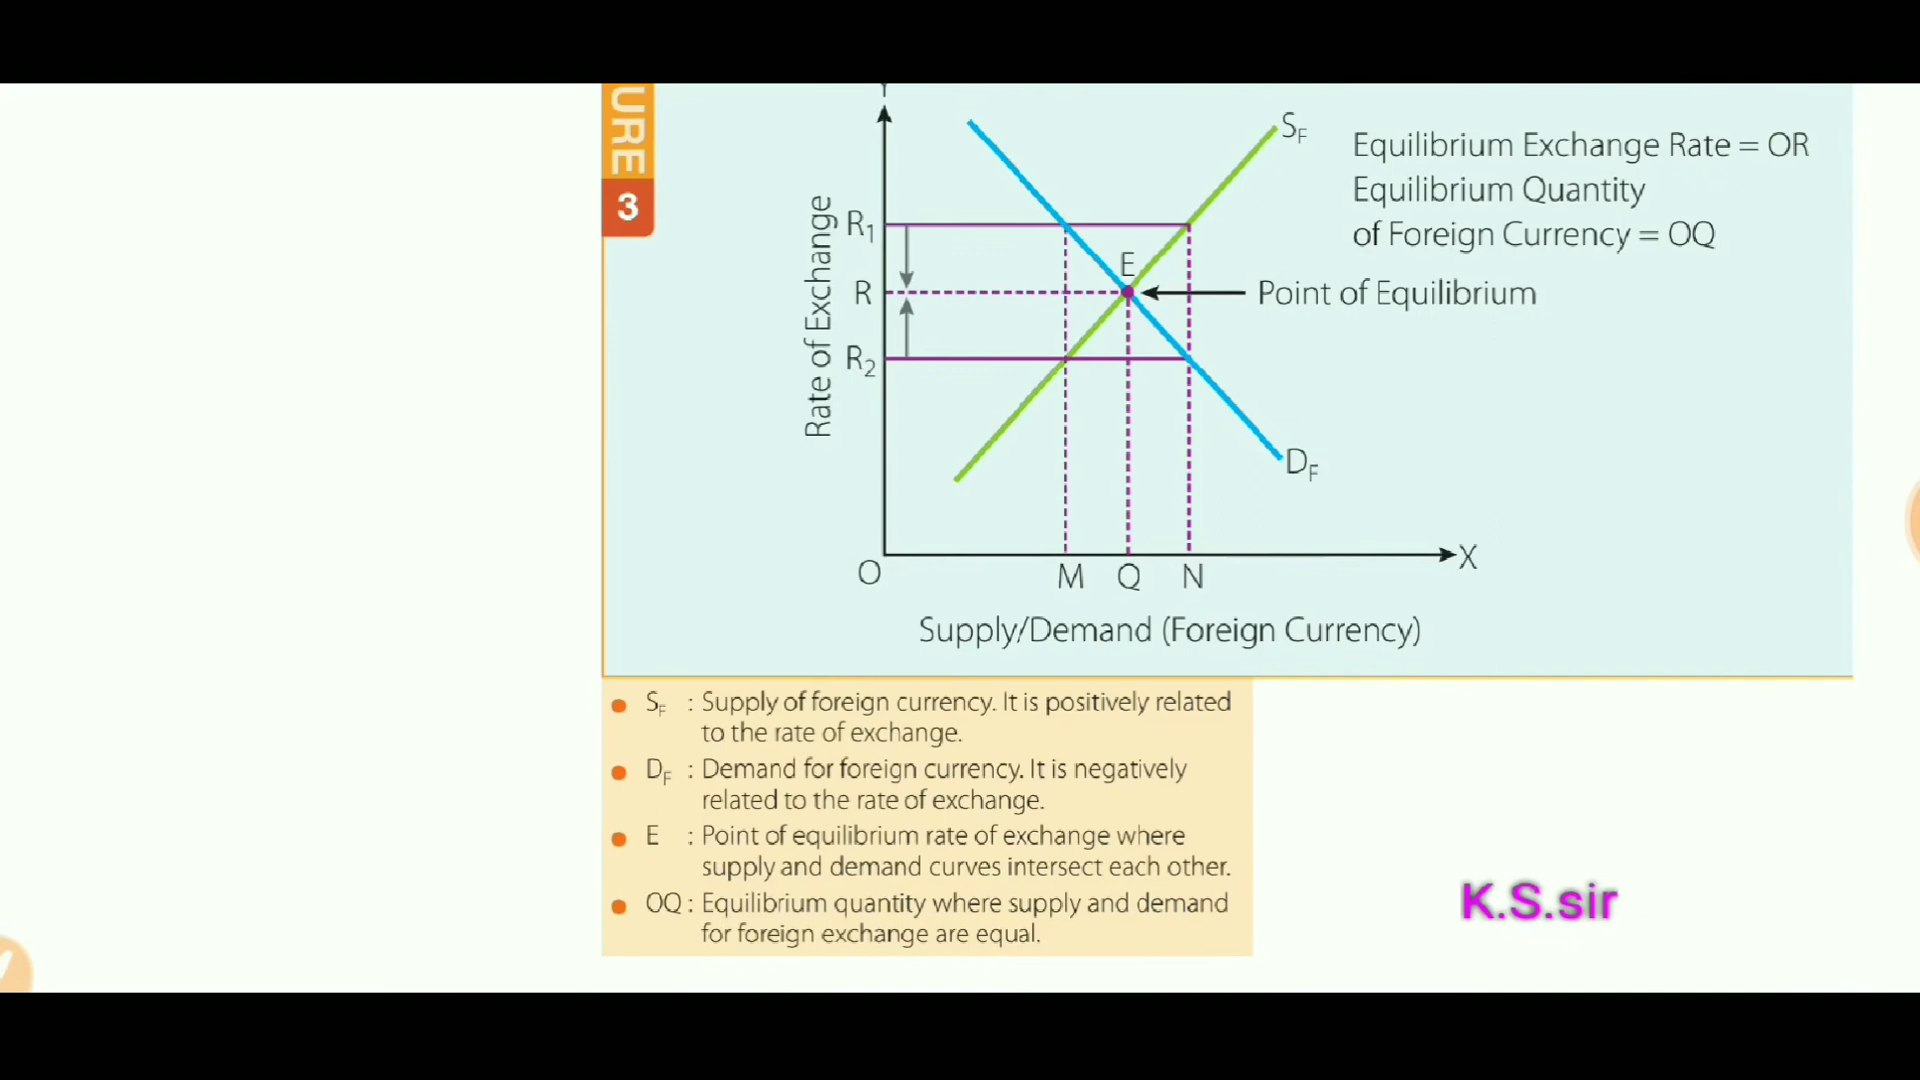 URE
3
S_F
Equilibrium Exchange Rate = OR
Equilibrium Quantity
of Foreign Currency = OQ
Rate of Exchange
R₁
E
R
Point of Equilibrium
R₂
D_F
O
M Q N
X
Supply/Demand (Foreign Currency)
● S_F : Supply of foreign currency. It is positively related
to the rate of exchange.
● D_F : Demand for foreign currency. It is negatively
related to the rate of exchange.
● E : Point of equilibrium rate of exchange where
supply and demand curves intersect each other.
● OQ : Equilibrium quantity where supply and demand
for foreign exchange are equal.
K.S.sir